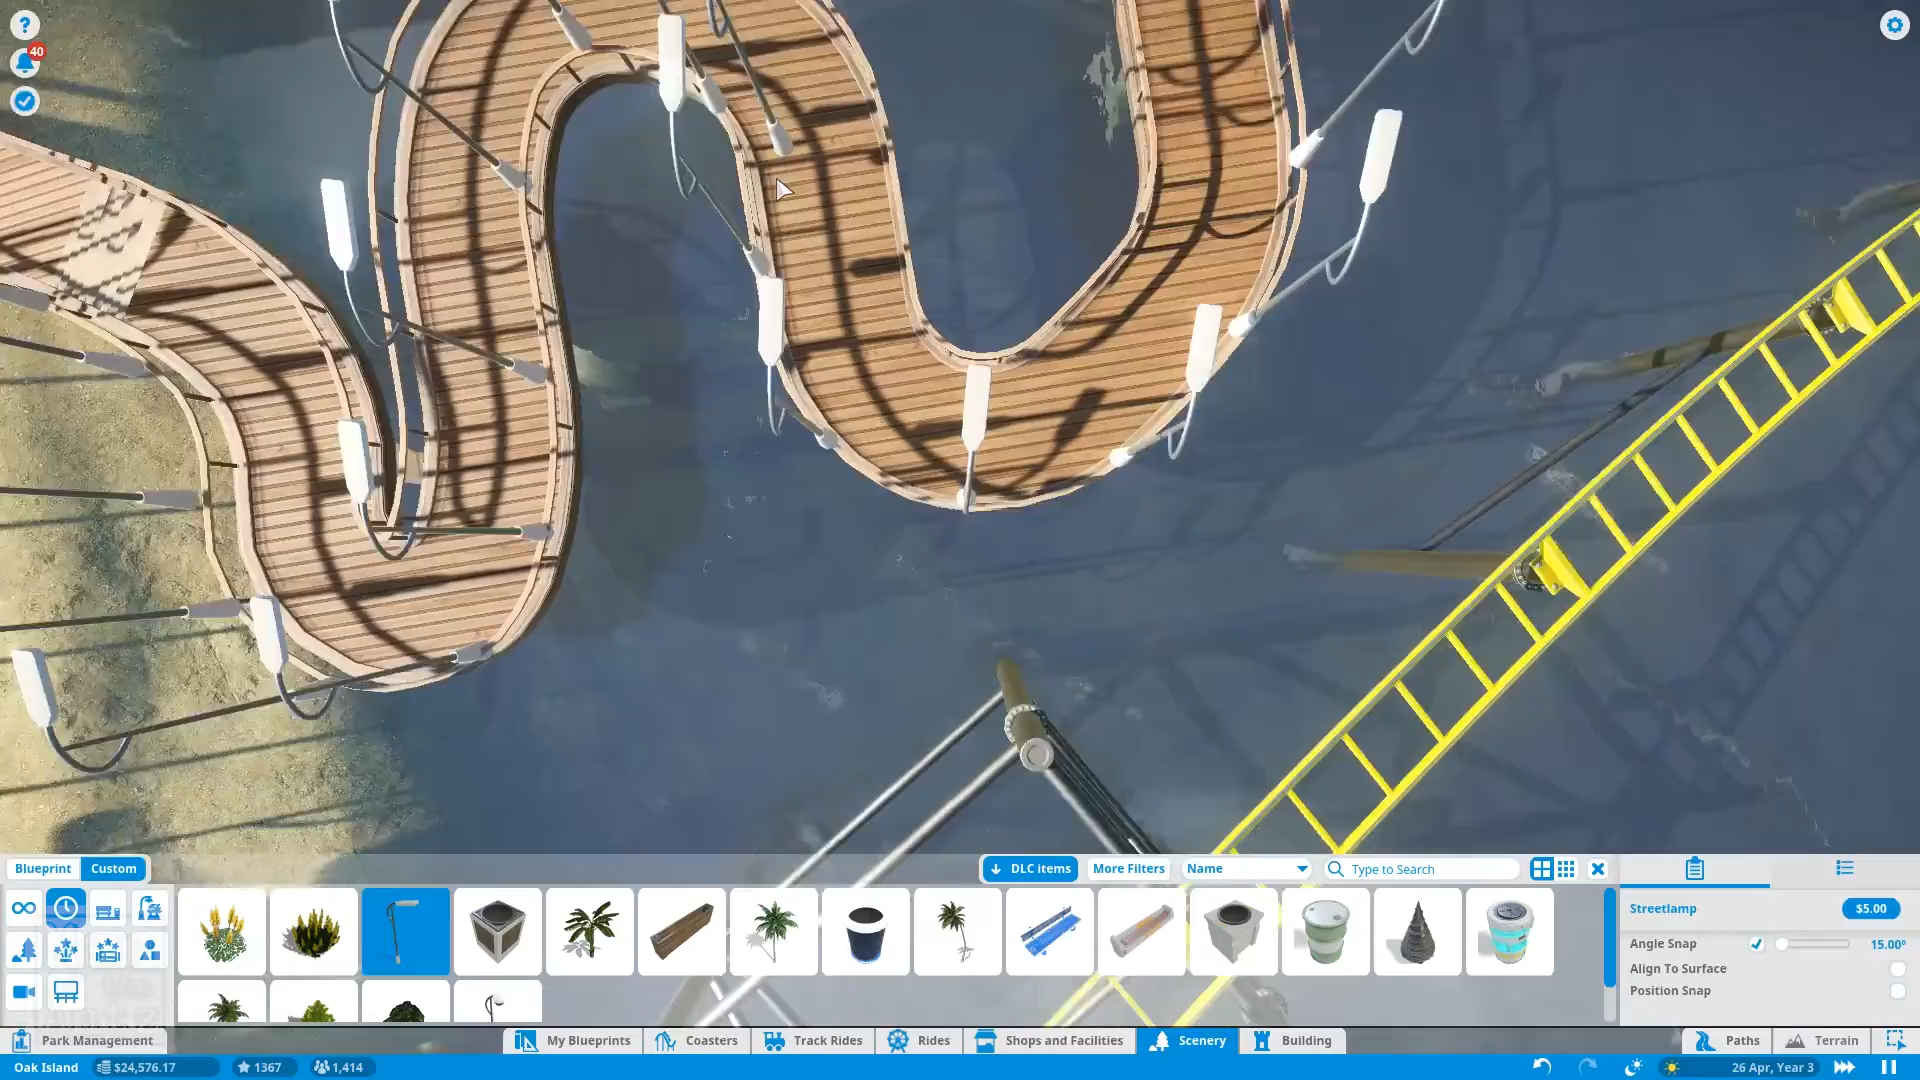 40
Blueprint
Custom
DLC items
More Filters
Name
Type to Search
Streetlamp
$5.00
Angle Snap
15.00°
Align To Surface
Position Snap
Park Management
My Blueprints
Coasters
Track Rides
Rides
Shops and Facilities
Scenery
Building
Paths
Terrain
Oak Island
$24,576.17
1367
1,414
26 Apr, Year 3